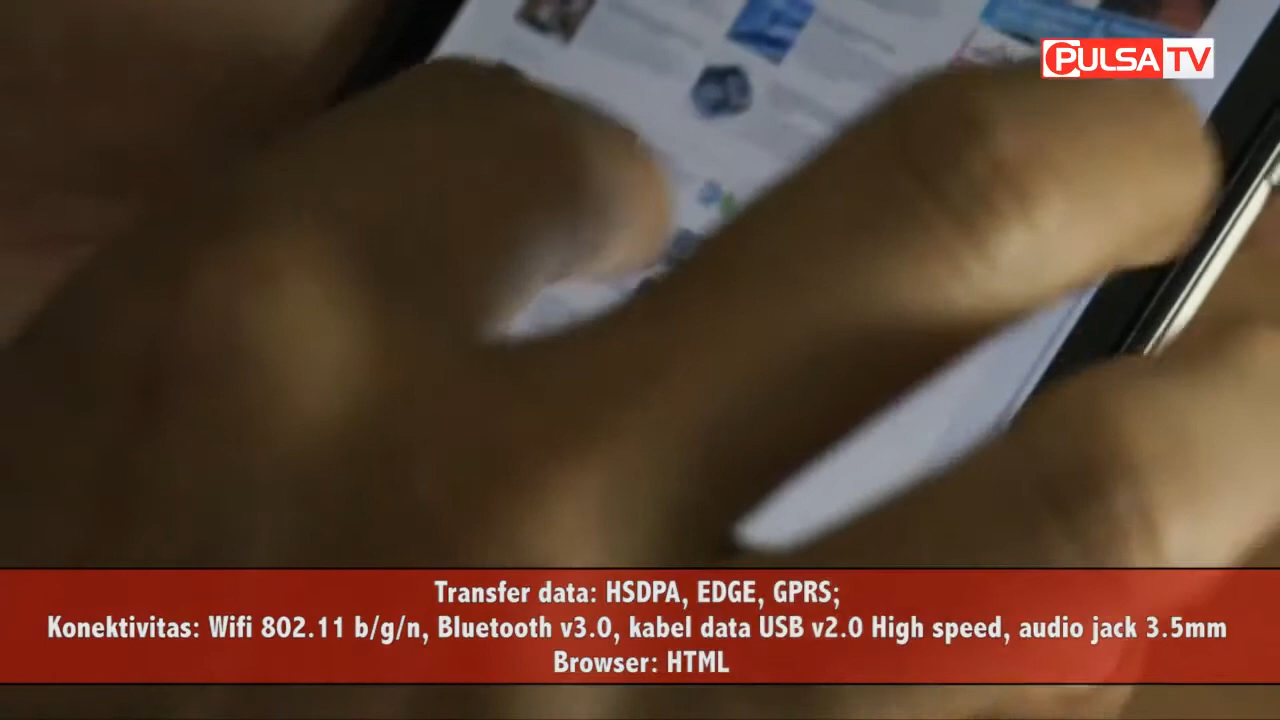 PULSA TV
Transfer data: HSDPA, EDGE, GPRS;
Konektivitas: Wifi 802.11 b/g/n, Bluetooth v3.0, kabel data USB v2.0 High speed, audio jack 3.5mm
Browser: HTML